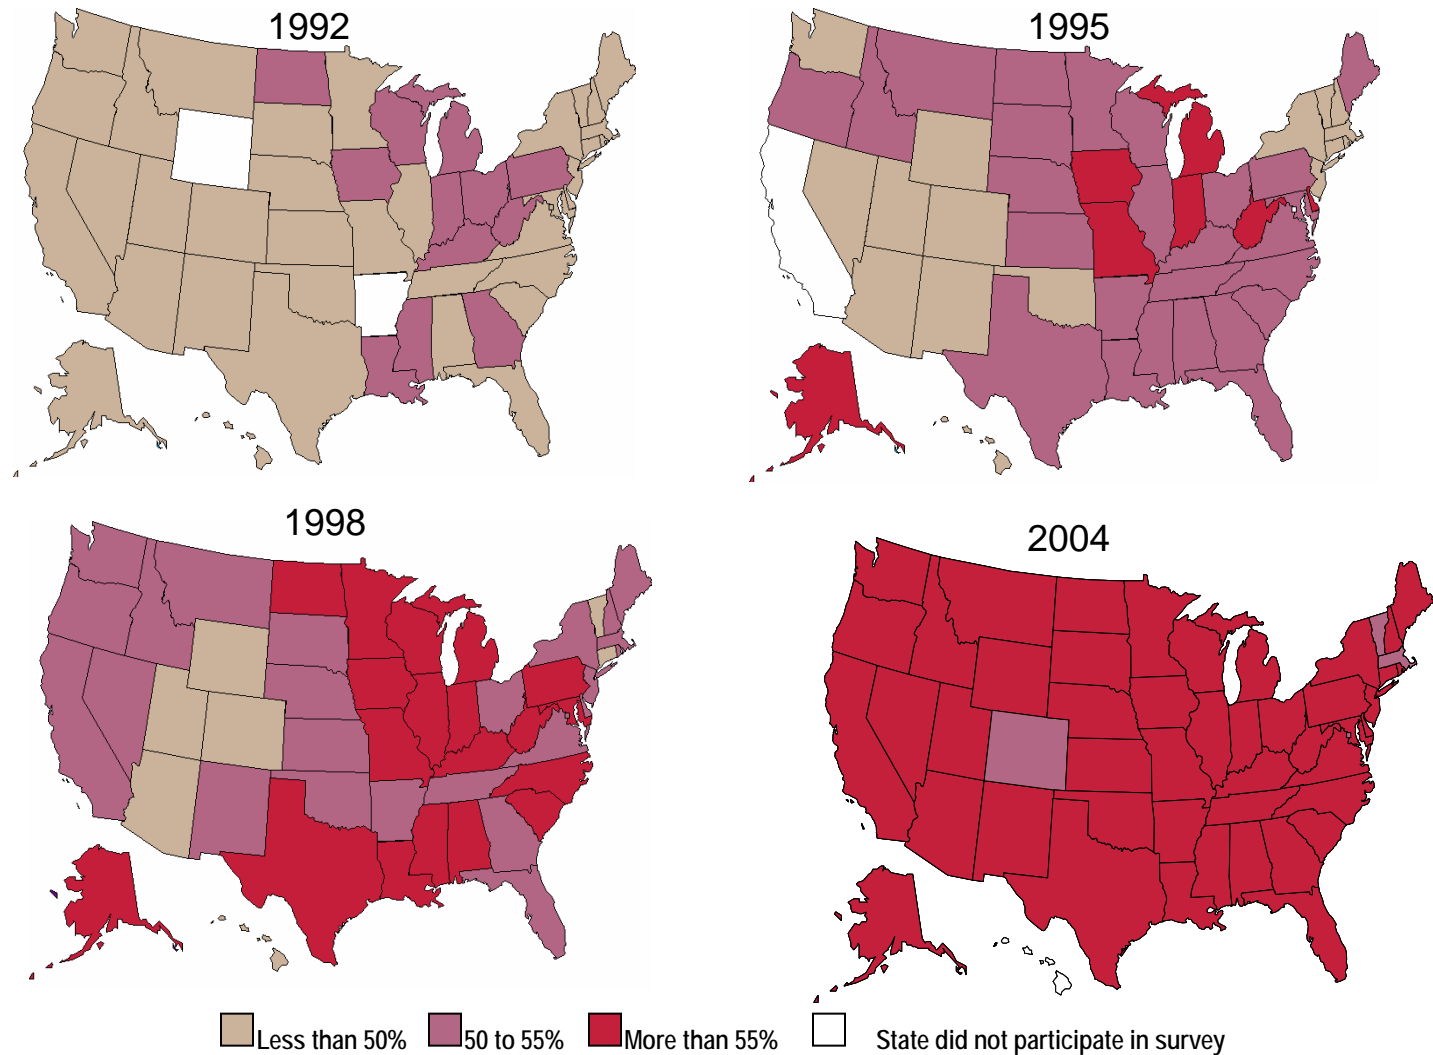 1992
1995
1998
2004
Less than 50%
50 to 55%
More than 55%
State did not participate in survey